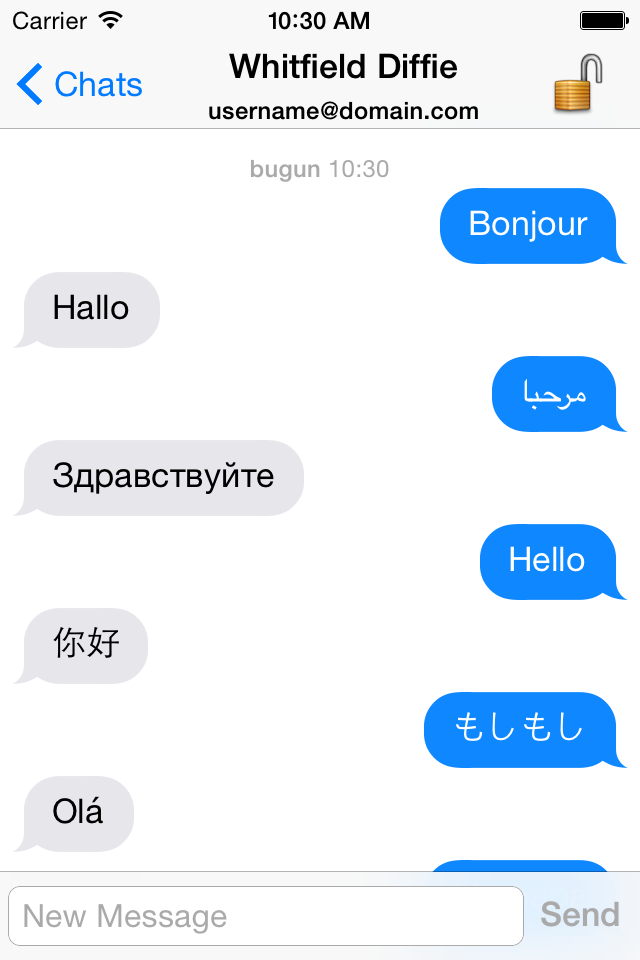 Carrier 10:30 AM
Chats
Whitfield Diffie
username@domain.com
bugun 10:30
Bonjour
Hallo
مرحبا
Здравствуйте
Hello
你好
もしもし
Olá
New Message
Send